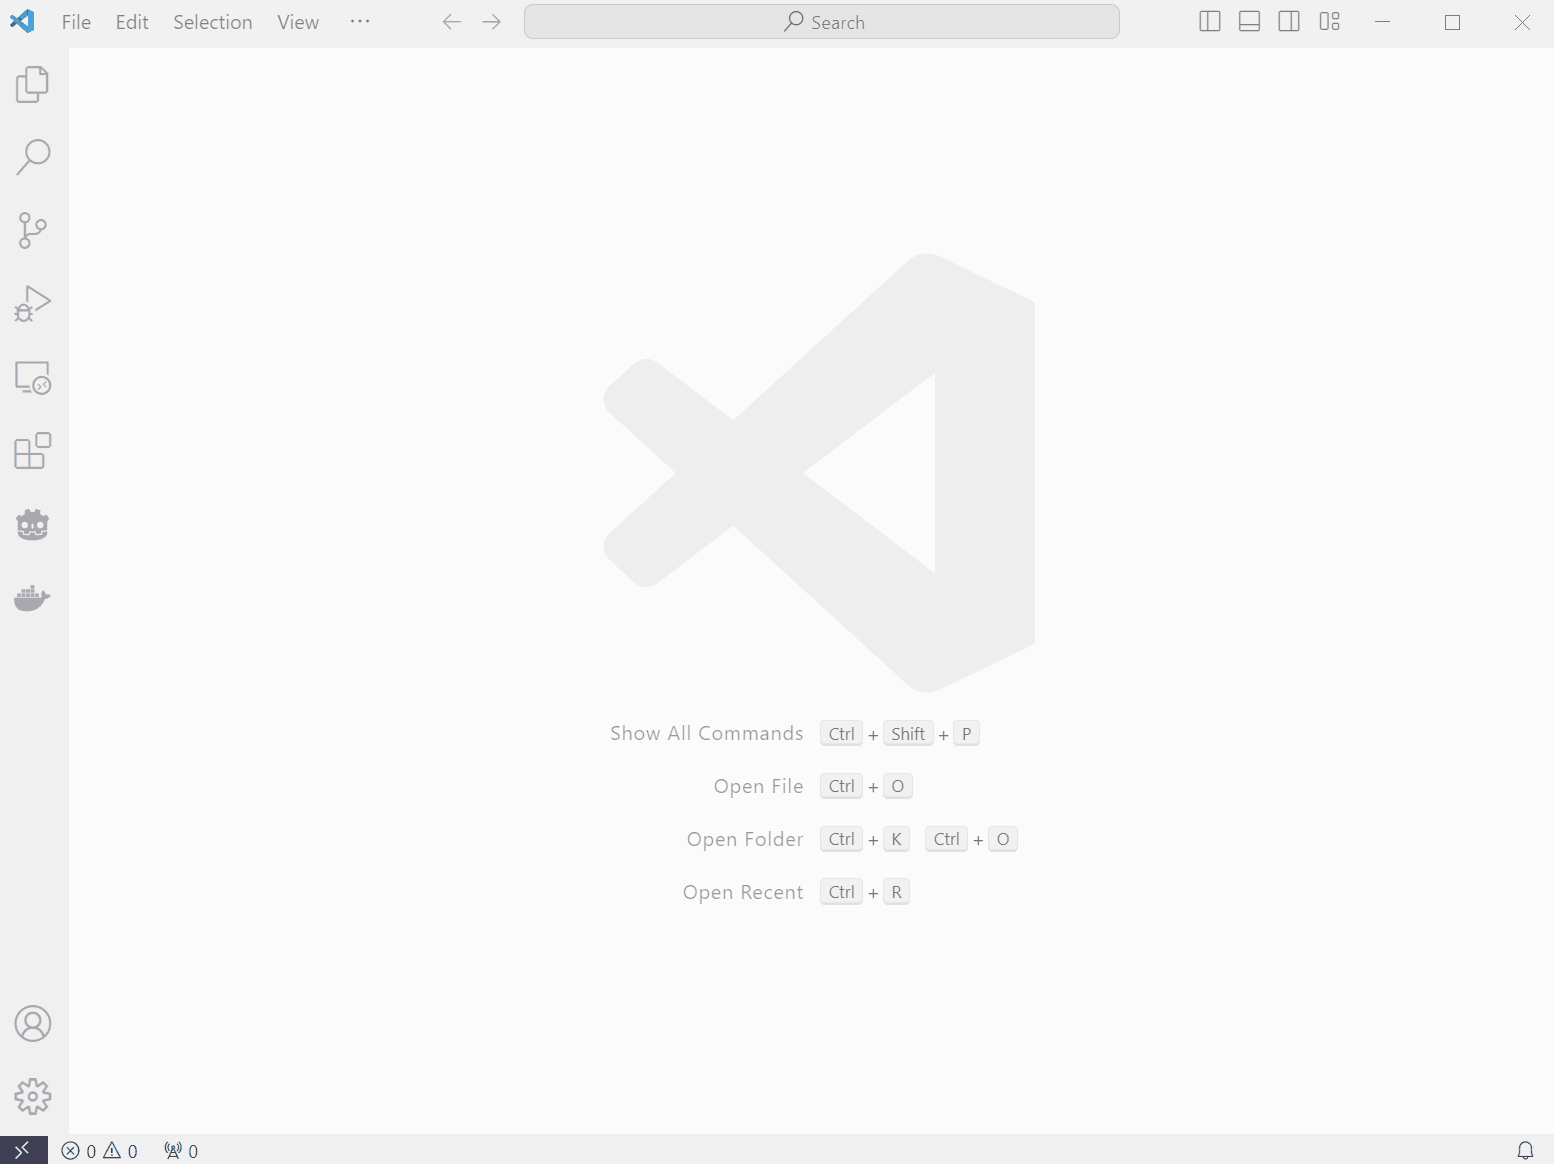 File Edit Selection View ··· Search
Show All Commands Ctrl + Shift + P
Open File Ctrl + O
Open Folder Ctrl + K Ctrl + O
Open Recent Ctrl + R
0 0 0